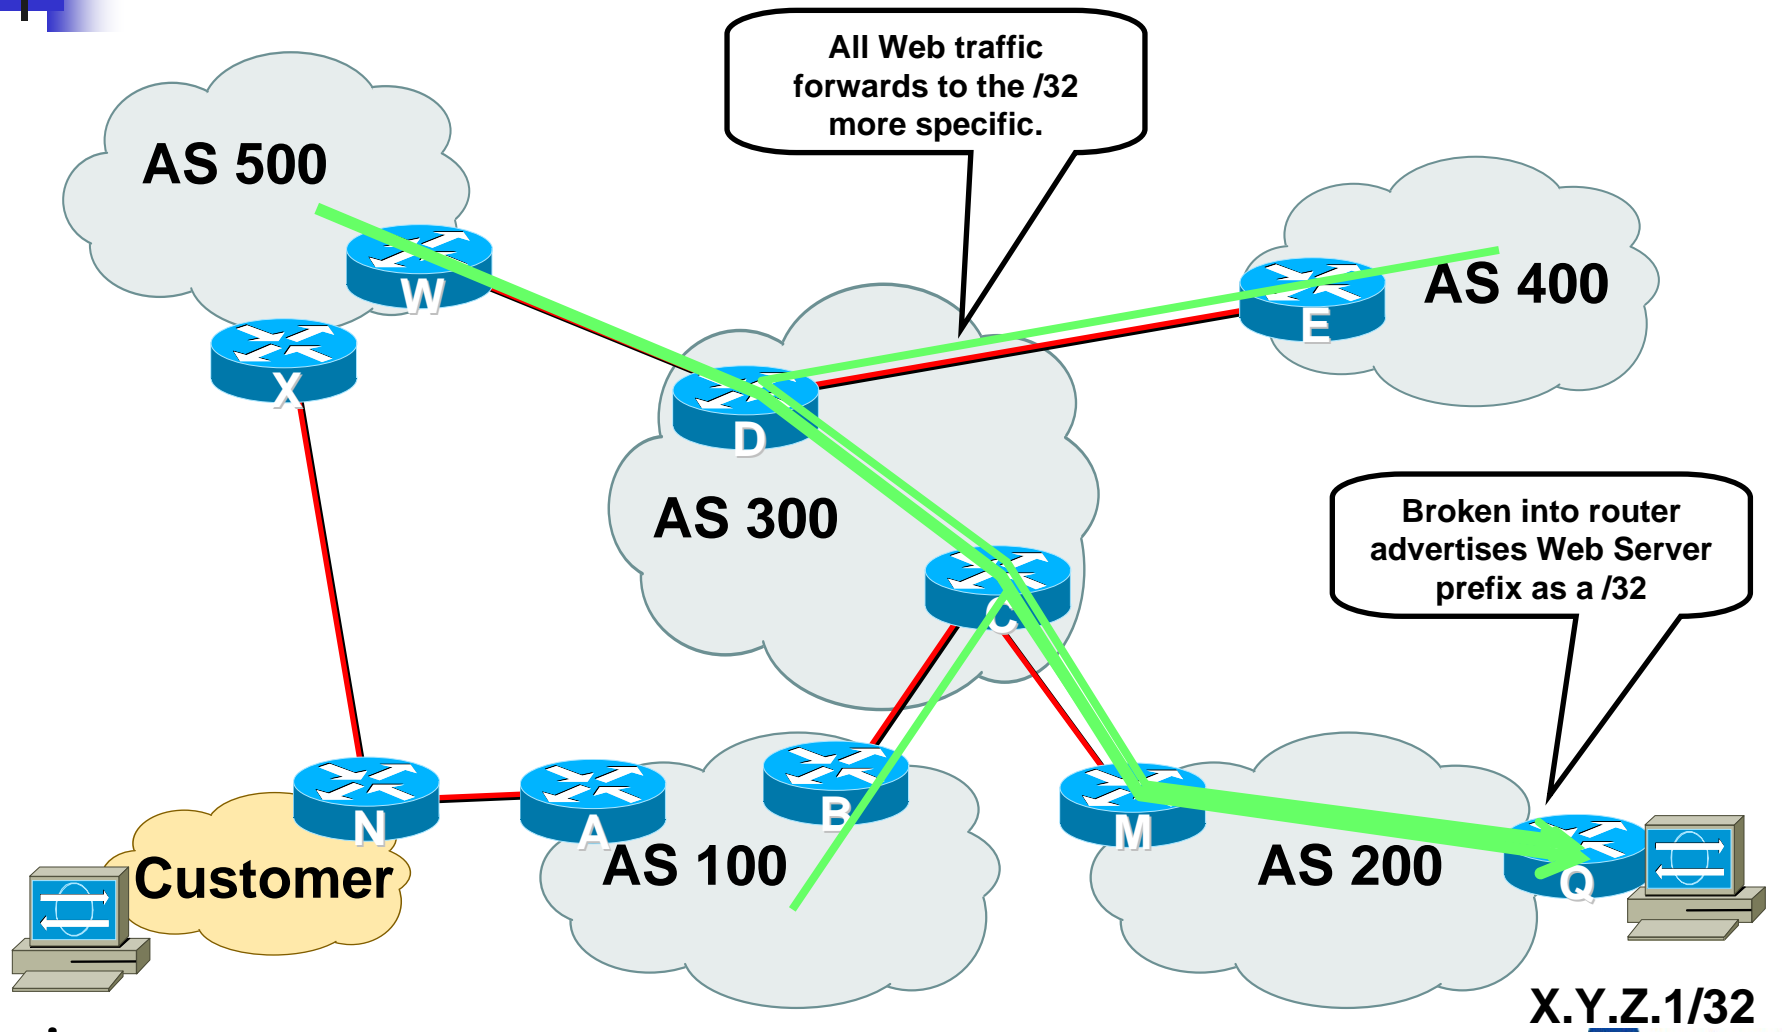 All Web traffic
forwards to the /32
more specific.
AS 500
W
X
AS 400
E
D
AS 300
C
Broken into router
advertises Web Server
prefix as a /32
N
A
B
M
Customer
AS 100
AS 200
Q
X.Y.Z.1/32